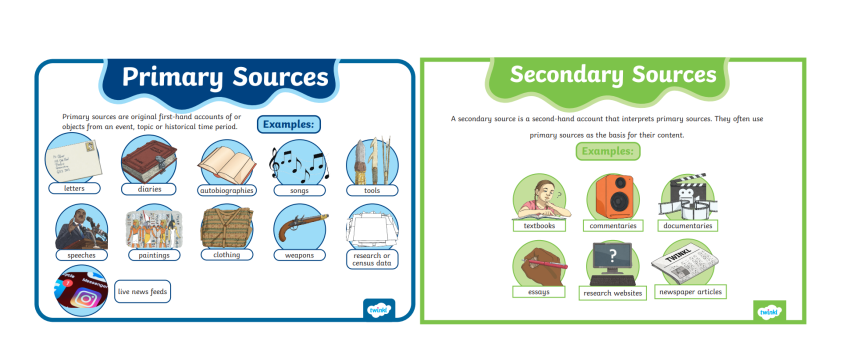 Primary Sources
Primary sources are original first-hand accounts of or
objects from an event, topic or historical time period.
Examples:
letters
diaries
autobiographies
songs
tools
speeches
paintings
clothing
weapons
research or
census data
live news feeds
Messenger
twinkl
Secondary Sources
A secondary source is a second-hand account that interprets primary sources. They often use
primary sources as the basis for their content.
Examples:
?
textbooks
commentaries
documentaries
?
TWINKL
essays
research websites
newspaper articles
twinkl